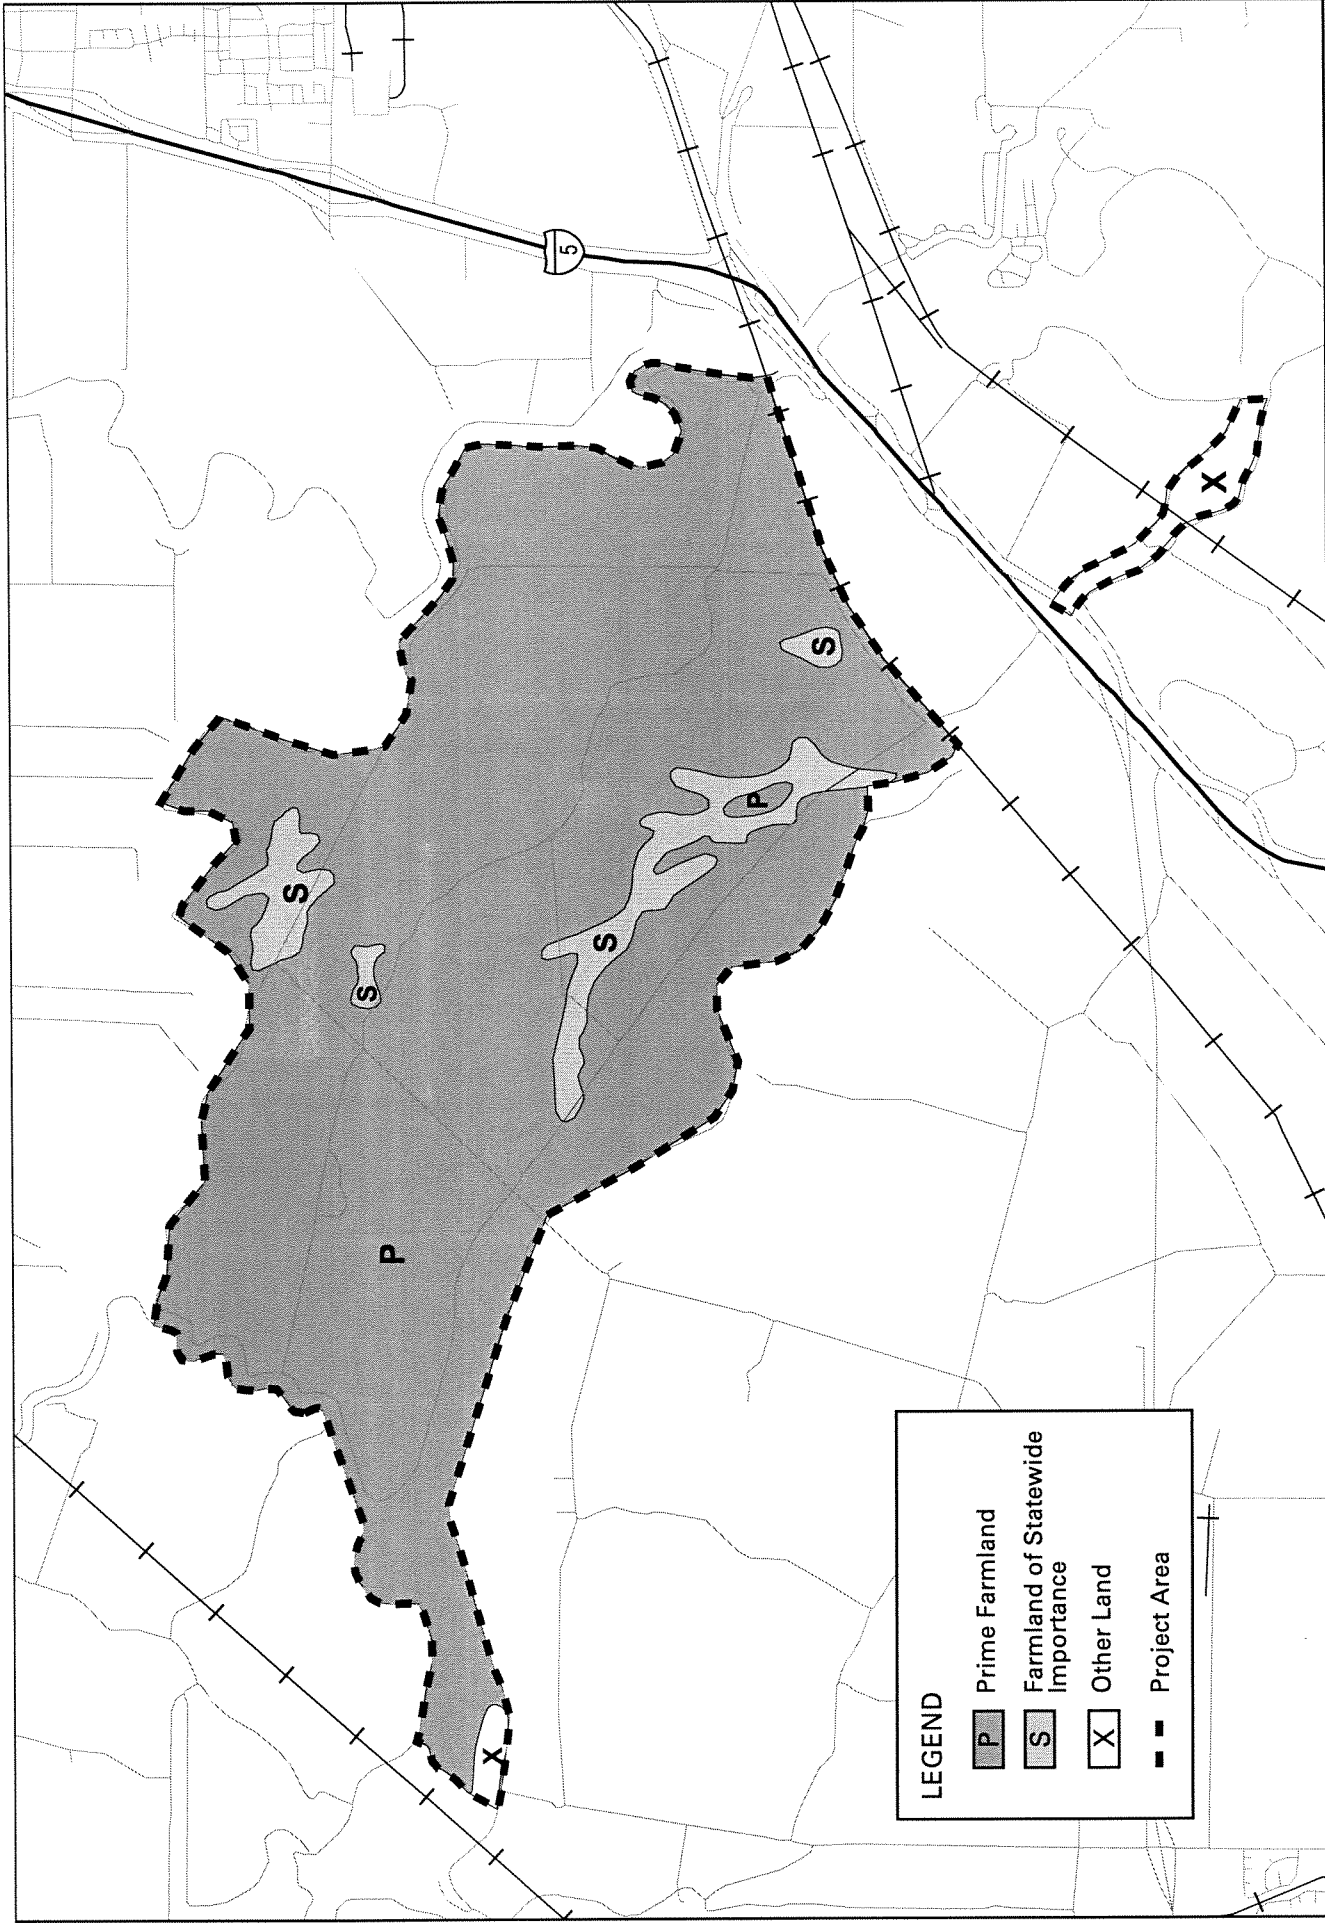 5
P
S
S
S
S
P
X
X
LEGEND
P Prime Farmland
S Farmland of Statewide
Importance
X Other Land
Project Area